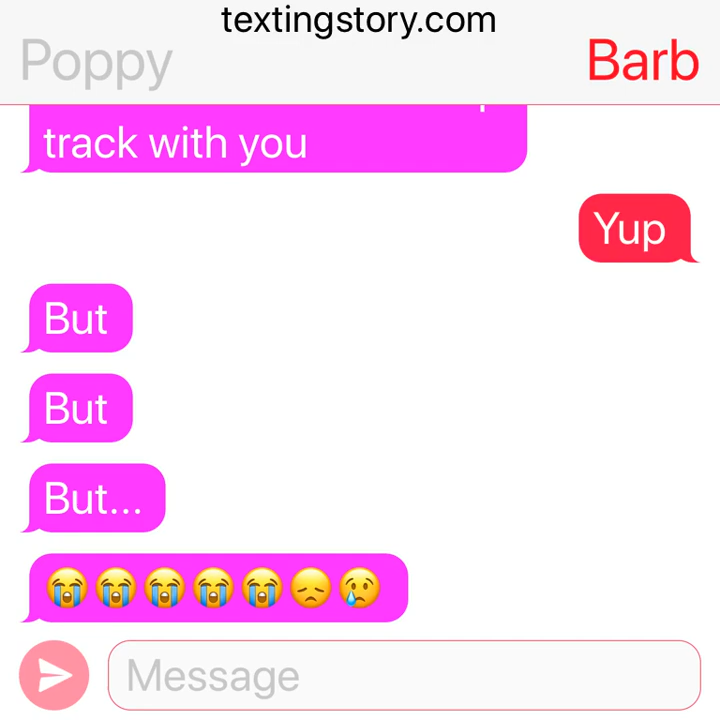 textingstory.com
Poppy
Barb
track with you
Yup
But
But
But...
😭😭😭😭😭😞😢
Message